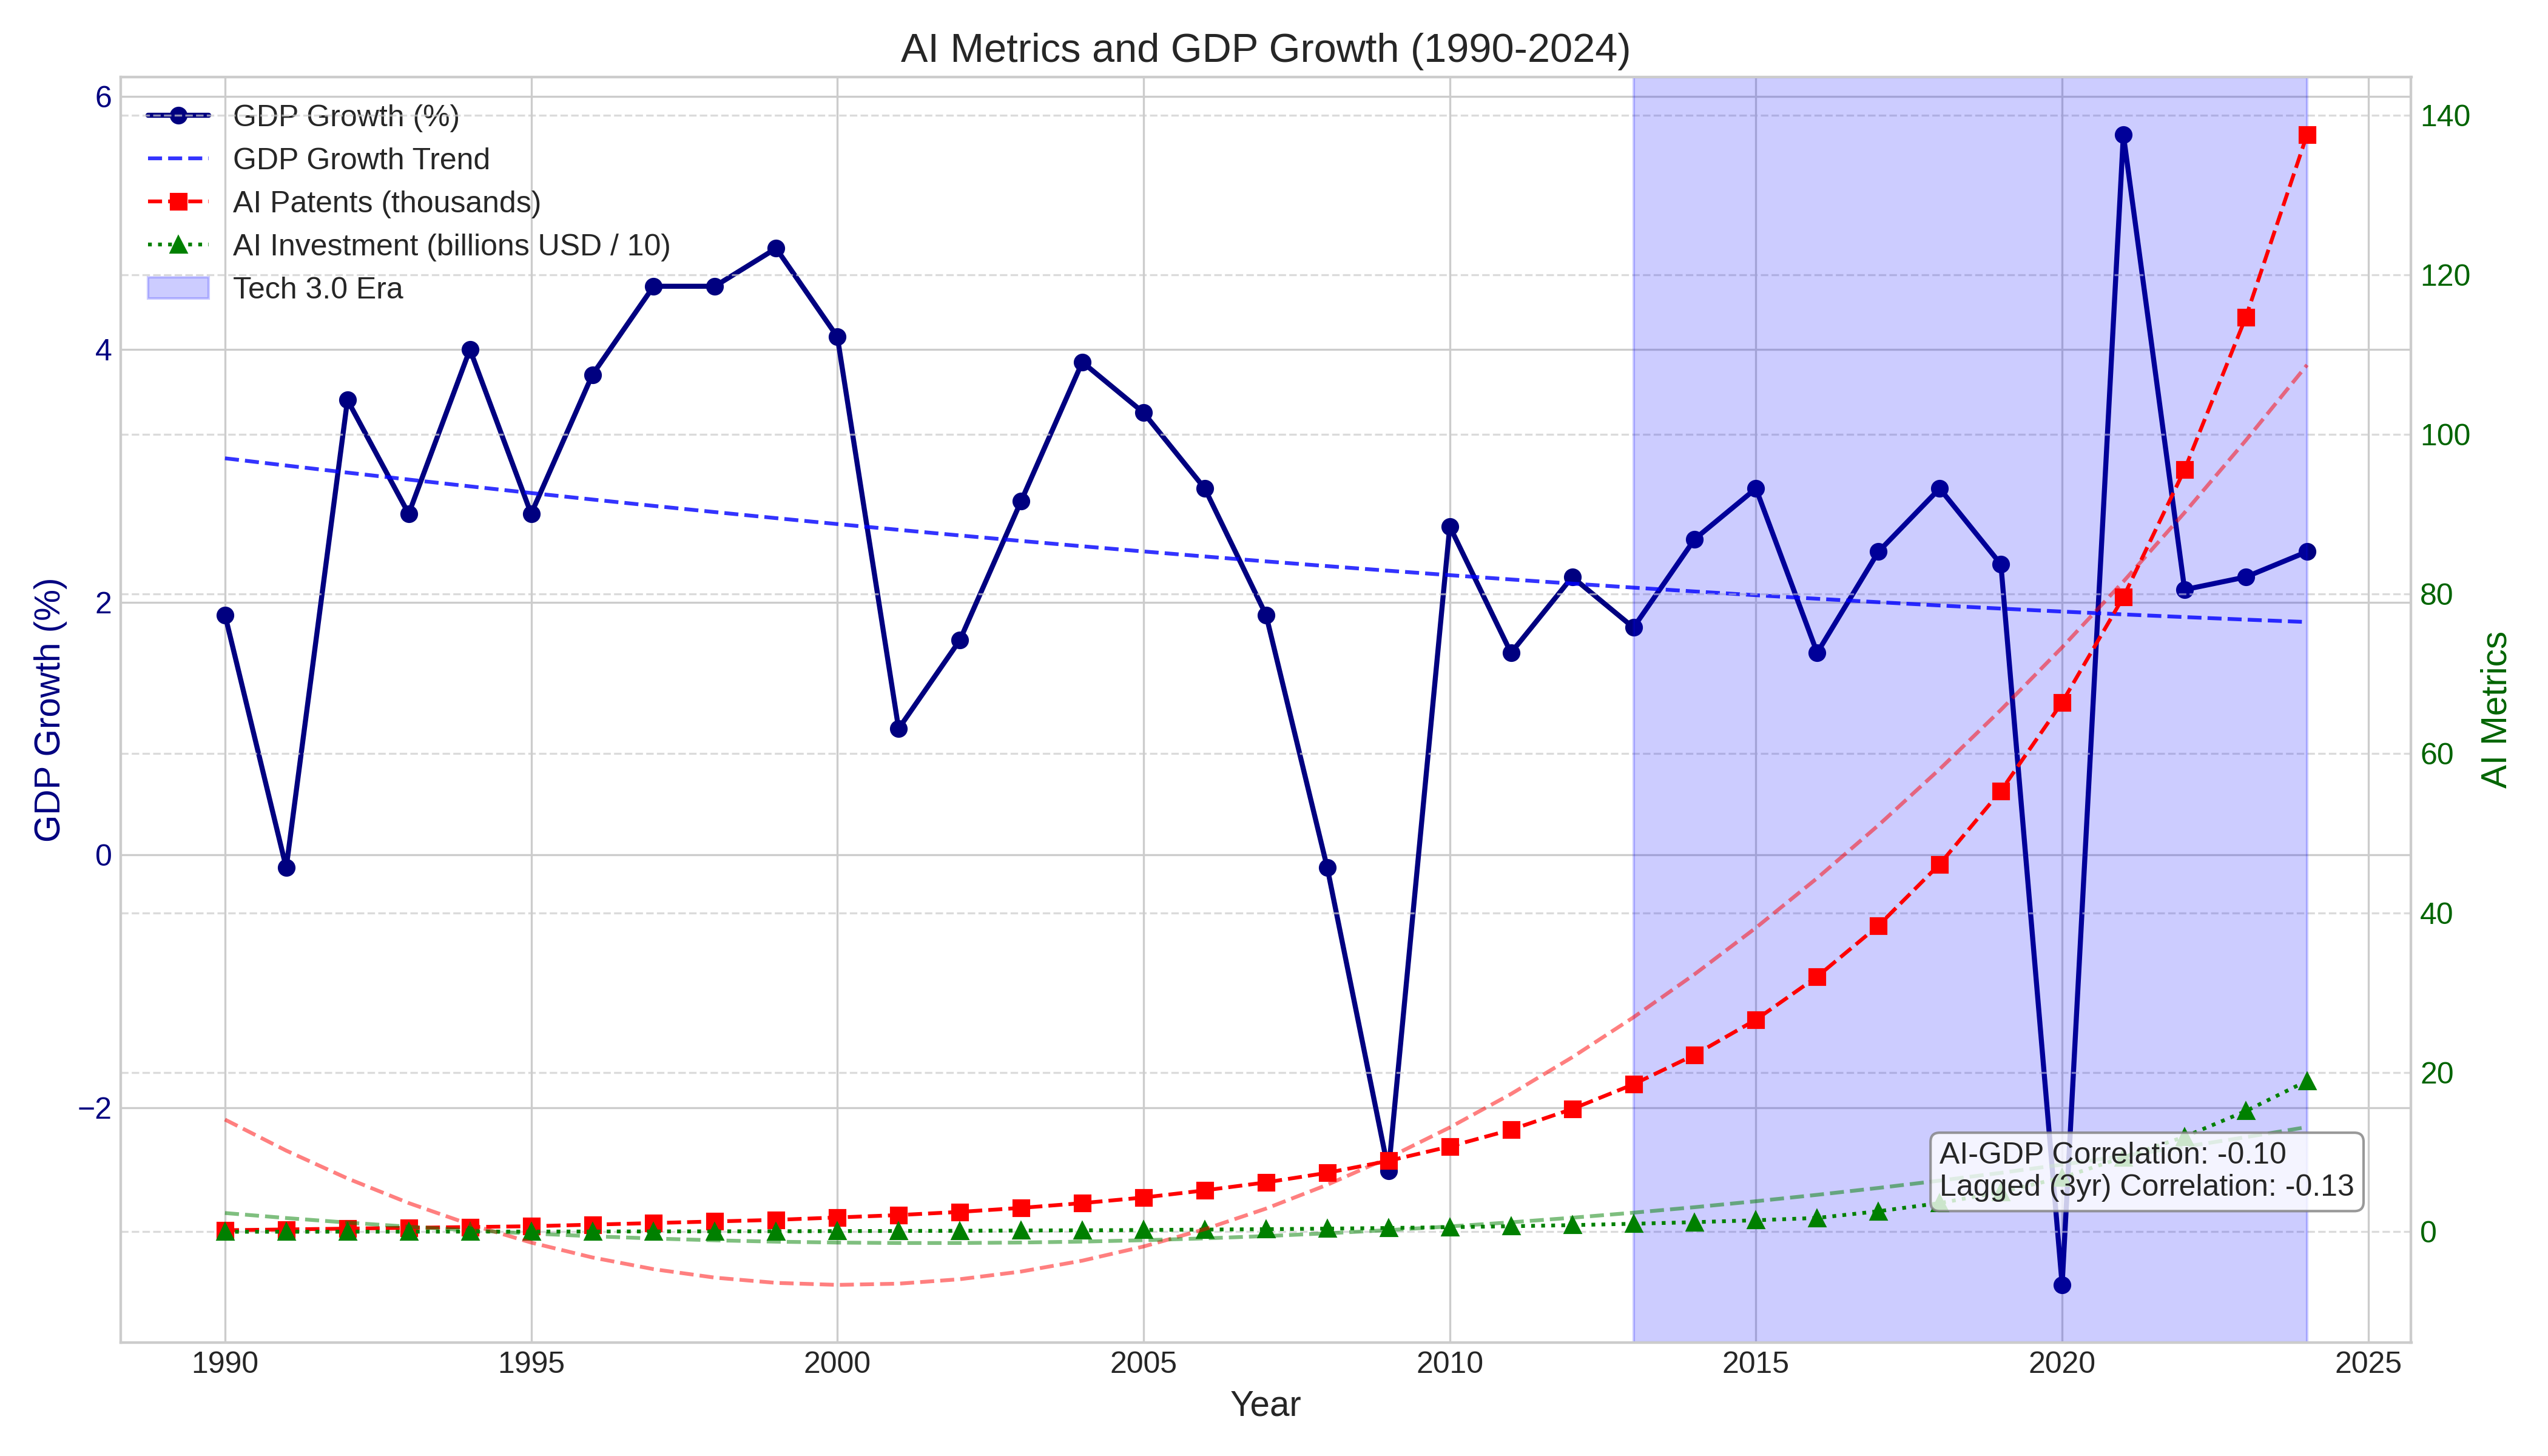 AI Metrics and GDP Growth (1990-2024)
GDP Growth (%)
GDP Growth Trend
AI Patents (thousands)
AI Investment (billions USD / 10)
Tech 3.0 Era
6
4
2
0
−2
GDP Growth (%)
140
120
100
80
60
40
20
0
AI Metrics
AI-GDP Correlation: -0.10
Lagged (3yr) Correlation: -0.13
1990 1995 2000 2005 2010 2015 2020 2025
Year